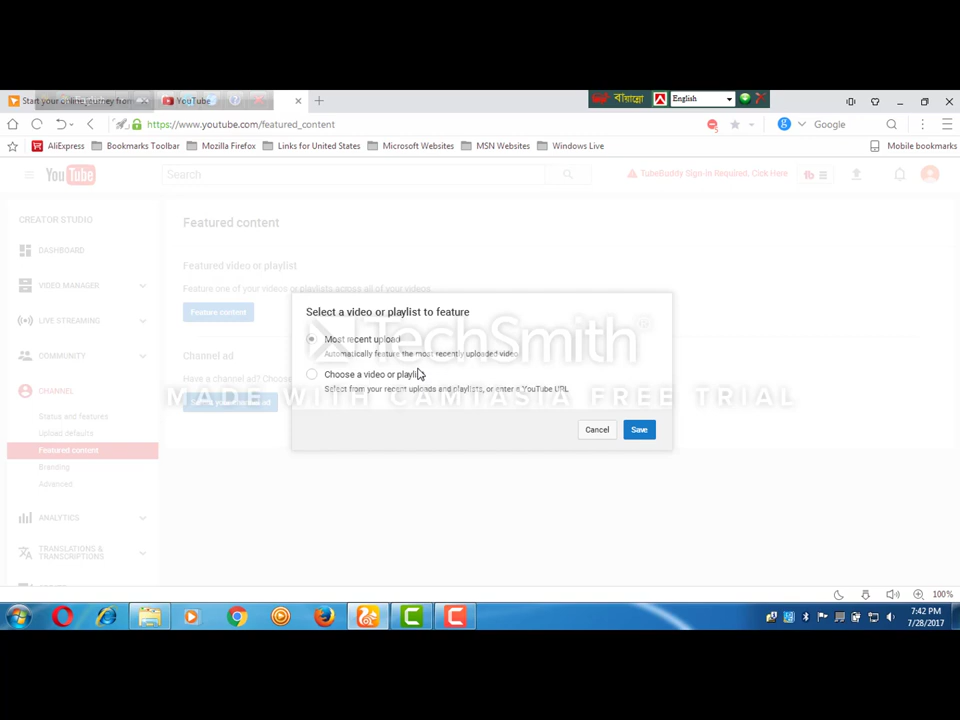 Start your online journey from
YouTube
বায়ান্নো
English
https://www.youtube.com/featured_content
5
Google
AliExpress
Bookmarks Toolbar
Mozilla Firefox
Links for United States
Microsoft Websites
MSN Websites
Windows Live
Mobile bookmarks
YouTube
Search
TubeBuddy Sign-In Required. Click Here
tb
CREATOR STUDIO
Featured content
DASHBOARD
Featured video or playlist
VIDEO MANAGER
Feature one of your videos or playlists across all of your videos
Feature content
LIVE STREAMING
Select a video or playlist to feature
TechSmith®
Most recent upload
Automatically feature the most recently uploaded video
Channel ad
COMMUNITY
Choose a video or playlist
Have a channel ad? Choose
Select from your recent uploads and playlists, or enter a YouTube URL
CHANNEL
MADE WITH CAMTASIA FREE TRIAL
Status and features
Upload defaults
Cancel
Save
Featured content
Branding
Advanced
ANALYTICS
TRANSLATIONS &
TRANSCRIPTIONS
100%
7:42 PM
7/28/2017